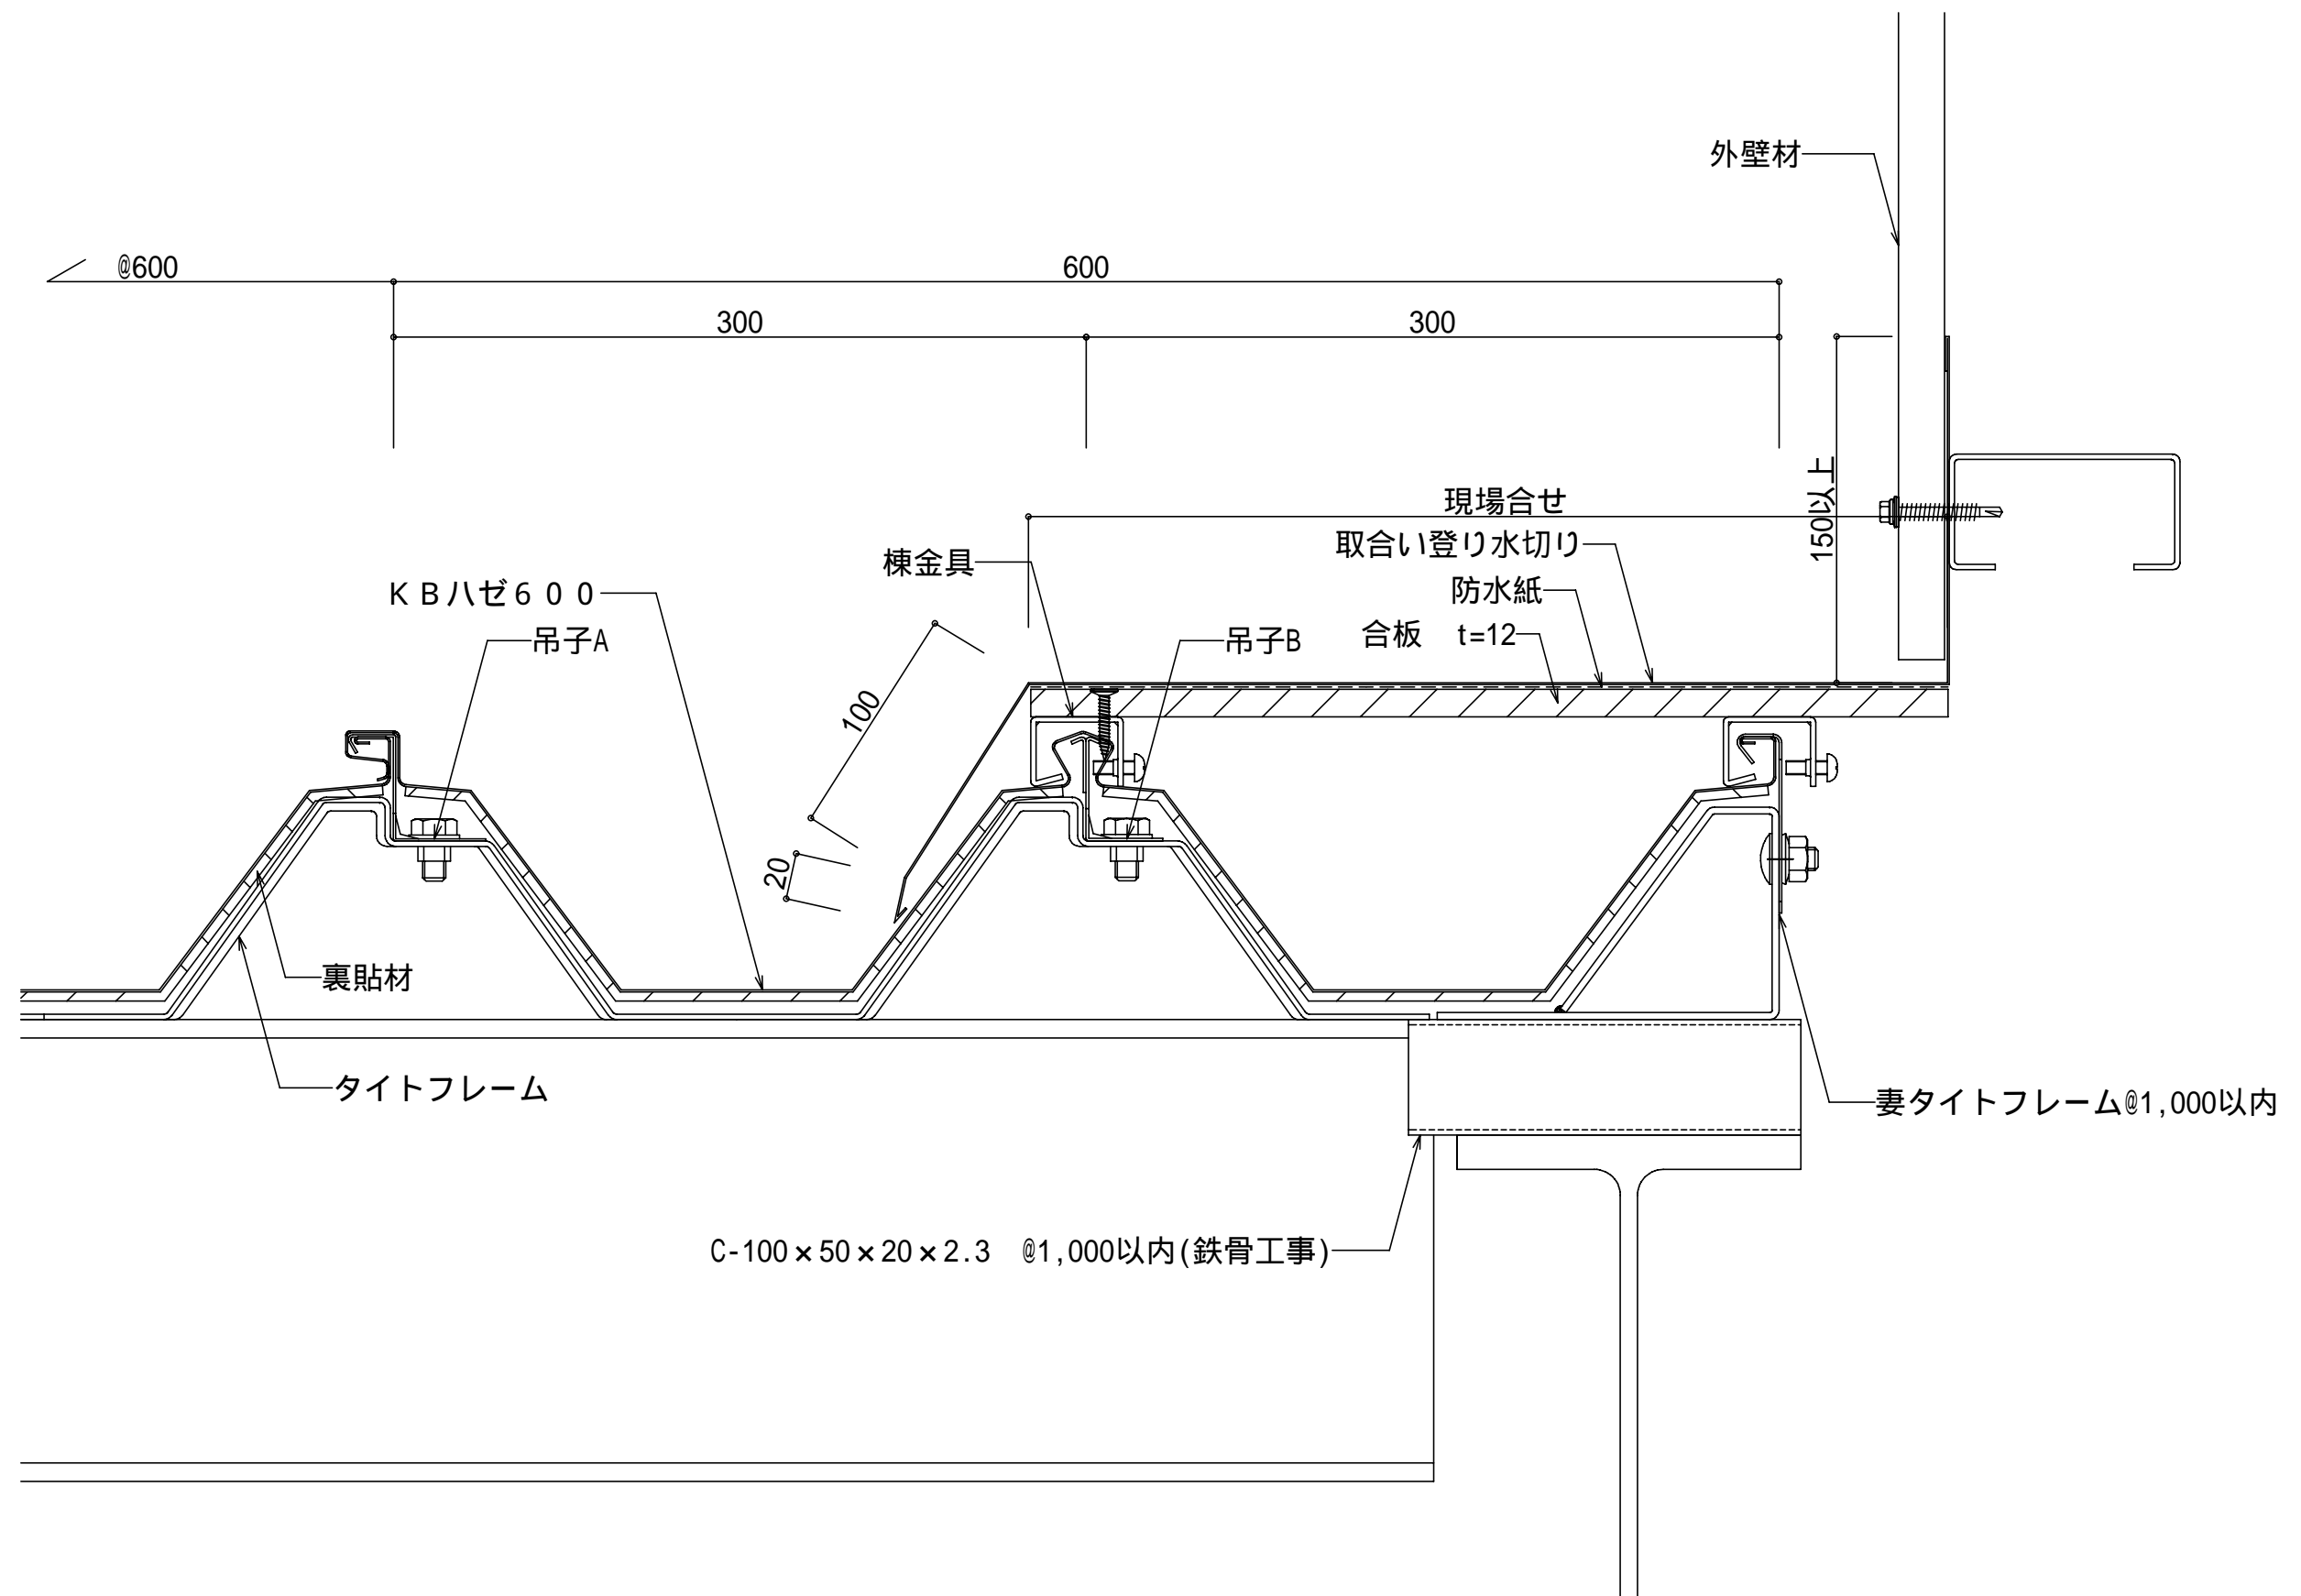 外壁材
@600
600
300
300
150以上
現場合せ
取合い登り水切り
棟金具
防水紙
KBハゼ600
合板 t=12
吊子A
吊子B
100
20
裏貼材
タイトフレーム
妻タイトフレーム@1,000以内
C-100×50×20×2.3 @1,000以内(鉄骨工事)